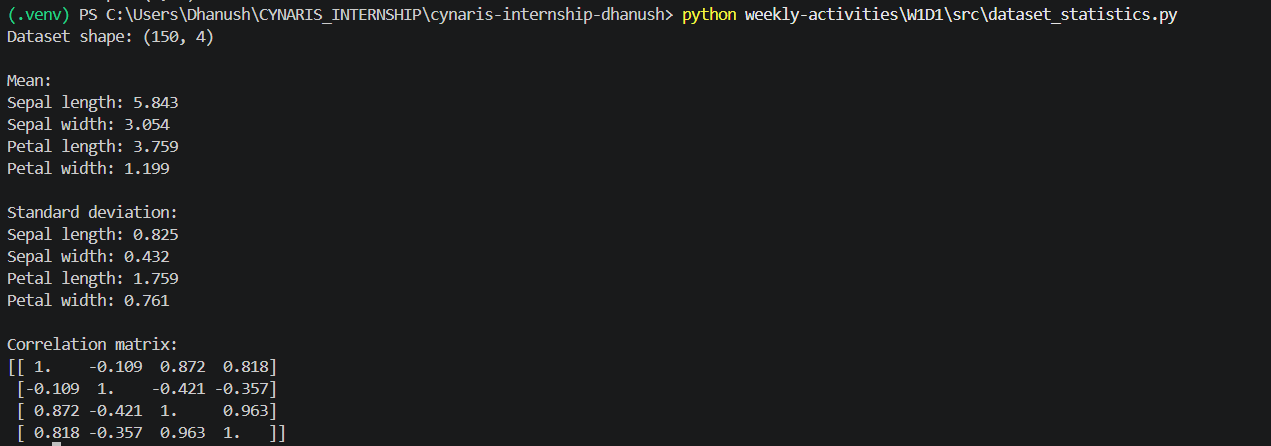 (.venv) PS C:\Users\Dhanush\CYNARIS_INTERNSHIP\cynaris-internship-dhanush> python weekly-activities\W1D1\src\dataset_statistics.py
Dataset shape: (150, 4)
Mean:
Sepal length: 5.843
Sepal width: 3.054
Petal length: 3.759
Petal width: 1.199
Standard deviation:
Sepal length: 0.825
Sepal width: 0.432
Petal length: 1.759
Petal width: 0.761
Correlation matrix:
[[ 1.    -0.109  0.872  0.818]
 [-0.109  1.    -0.421 -0.357]
 [ 0.872 -0.421  1.     0.963]
 [ 0.818 -0.357  0.963  1.   ]]